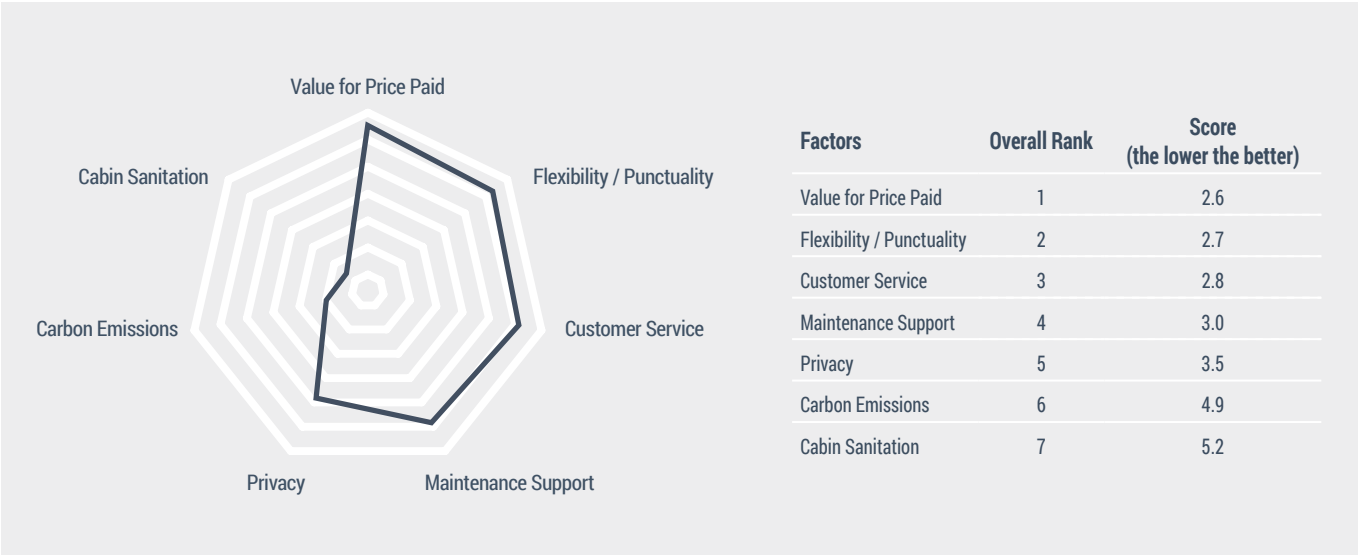 Value for Price Paid
Cabin Sanitation
Flexibility / Punctuality
Carbon Emissions
Customer Service
Privacy
Maintenance Support
Factors Overall Rank Score
(the lower the better)
Value for Price Paid 1 2.6
Flexibility / Punctuality 2 2.7
Customer Service 3 2.8
Maintenance Support 4 3.0
Privacy 5 3.5
Carbon Emissions 6 4.9
Cabin Sanitation 7 5.2